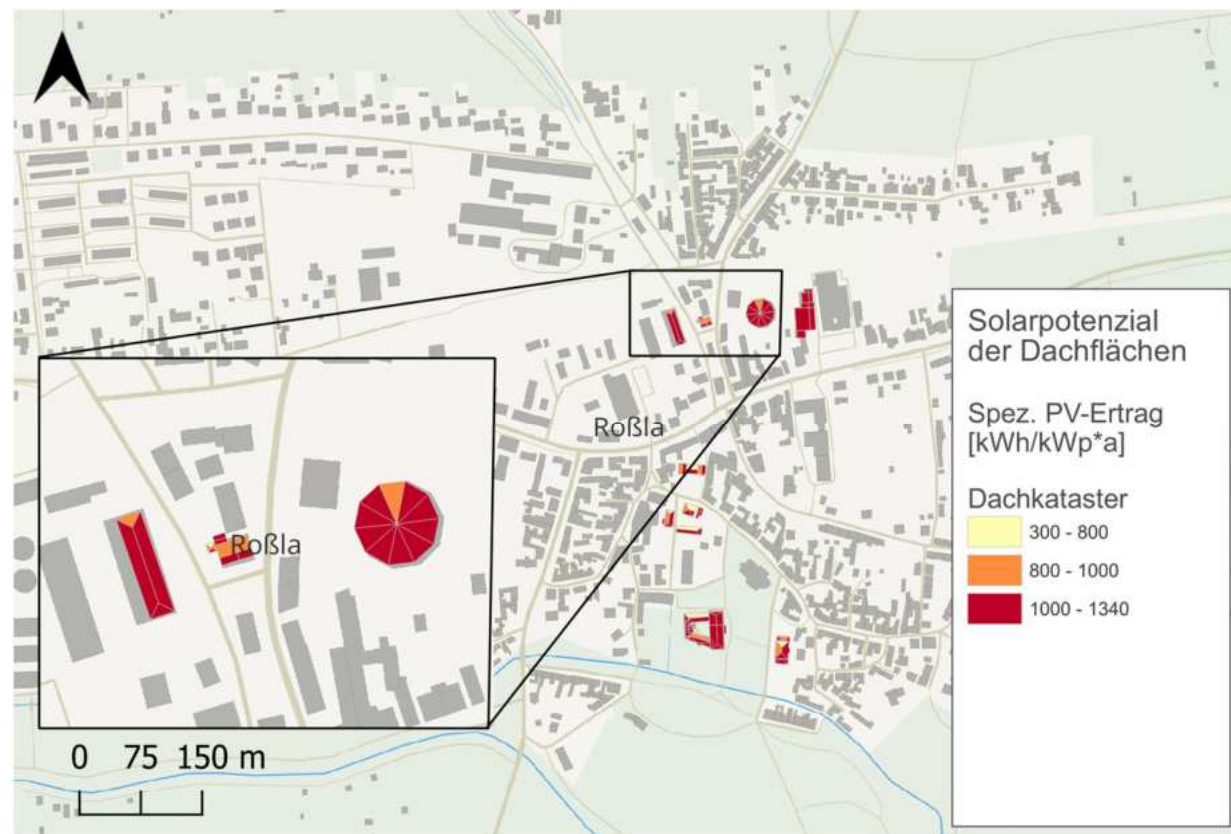 Roßla
Roßla
0 75 150 m
Solarpotenzial
der Dachflächen
Spez. PV-Ertrag
[kWh/kWp*a]
Dachkataster
300 - 800
800 - 1000
1000 - 1340